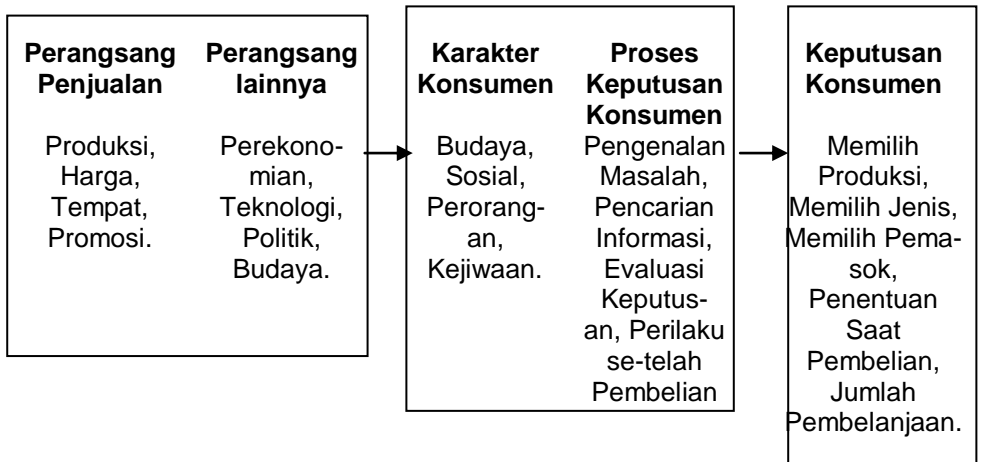 Perangsang
Penjualan
Produksi,
Harga,
Tempat,
Promosi.
Perangsang
lainnya
Perekono-
mian,
Teknologi,
Politik,
Budaya.
Karakter
Konsumen
Budaya,
Sosial,
Perorang-
an,
Kejiwaan.
Proses
Keputusan
Konsumen
Pengenalan
Masalah,
Pencarian
Informasi,
Evaluasi
Keputus-
an, Perilaku
se-telah
Pembelian
Keputusan
Konsumen
Memilih
Produksi,
Memilih Jenis,
Memilih Pema-
sok,
Penentuan
Saat
Pembelian,
Jumlah
Pembelanjaan.